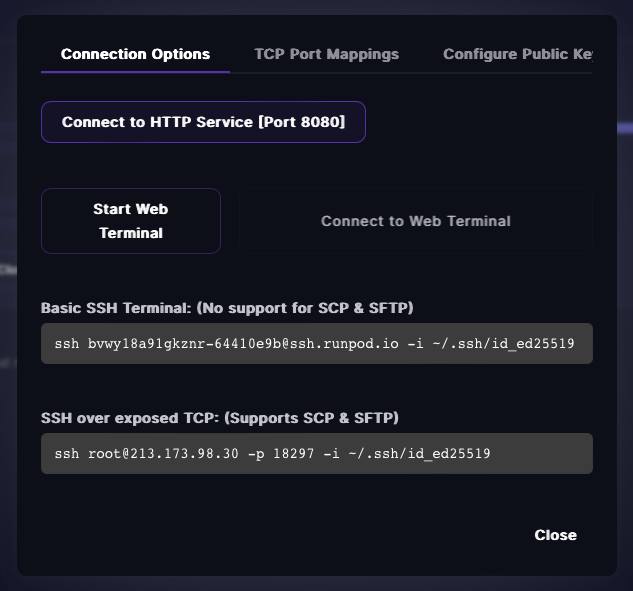 Connection Options TCP Port Mappings Configure Public
Connect to HTTP Service [Port 8080]
Start Web
Terminal
Connect to Web Terminal
Basic SSH Terminal: (No support for SCP & SFTP)
ssh bvwy18a91gkznr-64410e9b@ssh.runpod.io -i ~/.ssh/id_ed25519
SSH over exposed TCP: (Supports SCP & SFTP)
ssh root@213.173.98.30 -p 18297 -i ~/.ssh/id_ed25519
Close